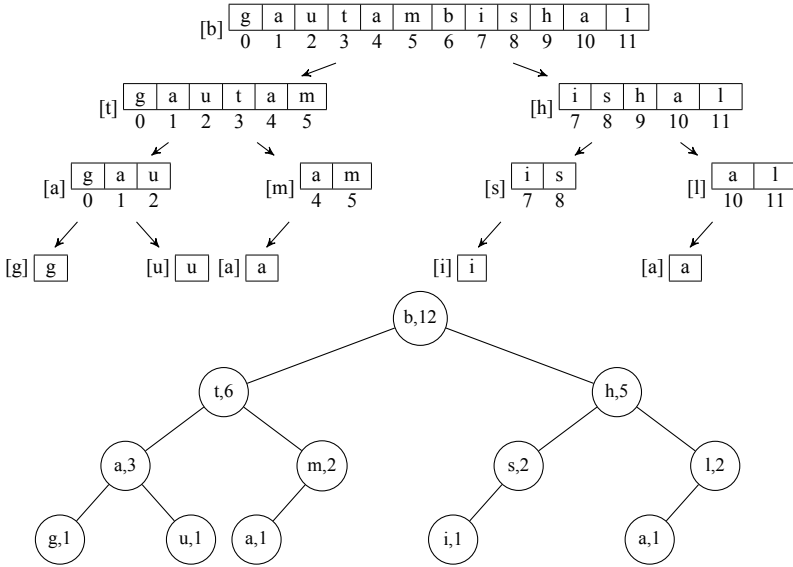 [b] g a u t a m b i s h a l
0 1 2 3 4 5 6 7 8 9 10 11
[t] g a u t a m [h] i s h a l
0 1 2 3 4 5 7 8 9 10 11
[a] g a u [m] a m [s] i s [l] a l
0 1 2 4 5 7 8 10 11
[g] g [u] u [a] a [i] i [a] a
b,12
t,6 h,5
a,3 m,2 s,2 l,2
g,1 u,1 a,1 i,1 a,1